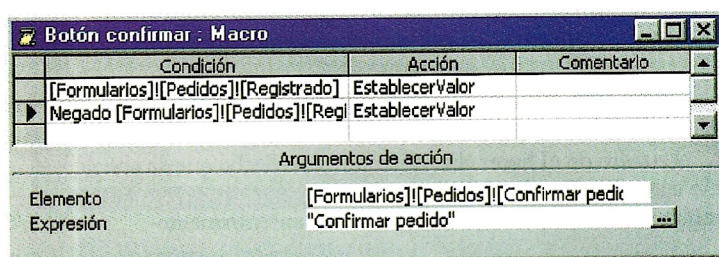 Botón confirmar : Macro
Condición Acción Comentario
[Formularios]![Pedidos]![Registrado] EstablecerValor
Negado [Formularios]![Pedidos]![Regi EstablecerValor
Argumentos de acción
Elemento [Formularios]![Pedidos]![Confirmar pedic
Expresión "Confirmar pedido" ...